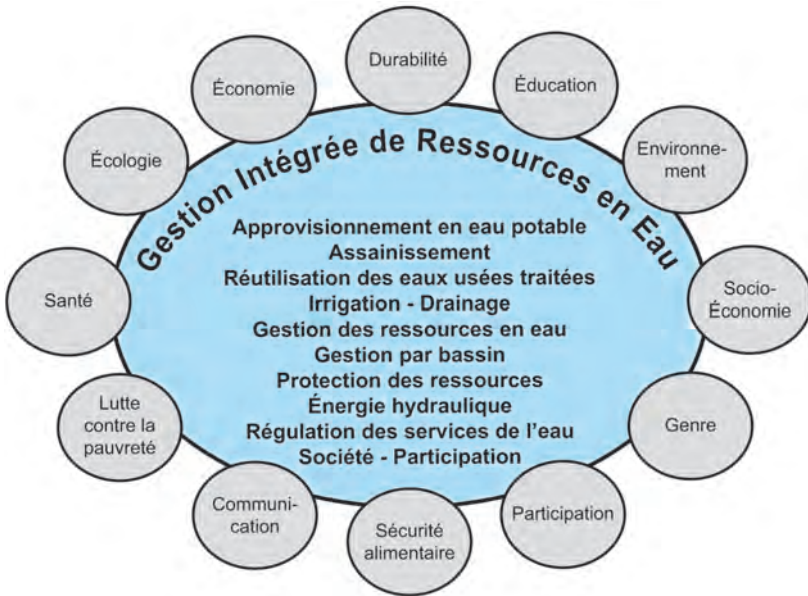 Durabilité
Économie
Éducation
Écologie
Environne-
ment
Gestion Intégrée de Ressources en Eau
Approvisionnement en eau potable
Assainissement
Réutilisation des eaux usées traitées
Irrigation - Drainage
Gestion des ressources en eau
Gestion par bassin
Protection des ressources
Énergie hydraulique
Régulation des services de l'eau
Société - Participation
Santé
Socio-
Économie
Lutte
contre la
pauvreté
Genre
Communi-
cation
Participation
Sécurité
alimentaire